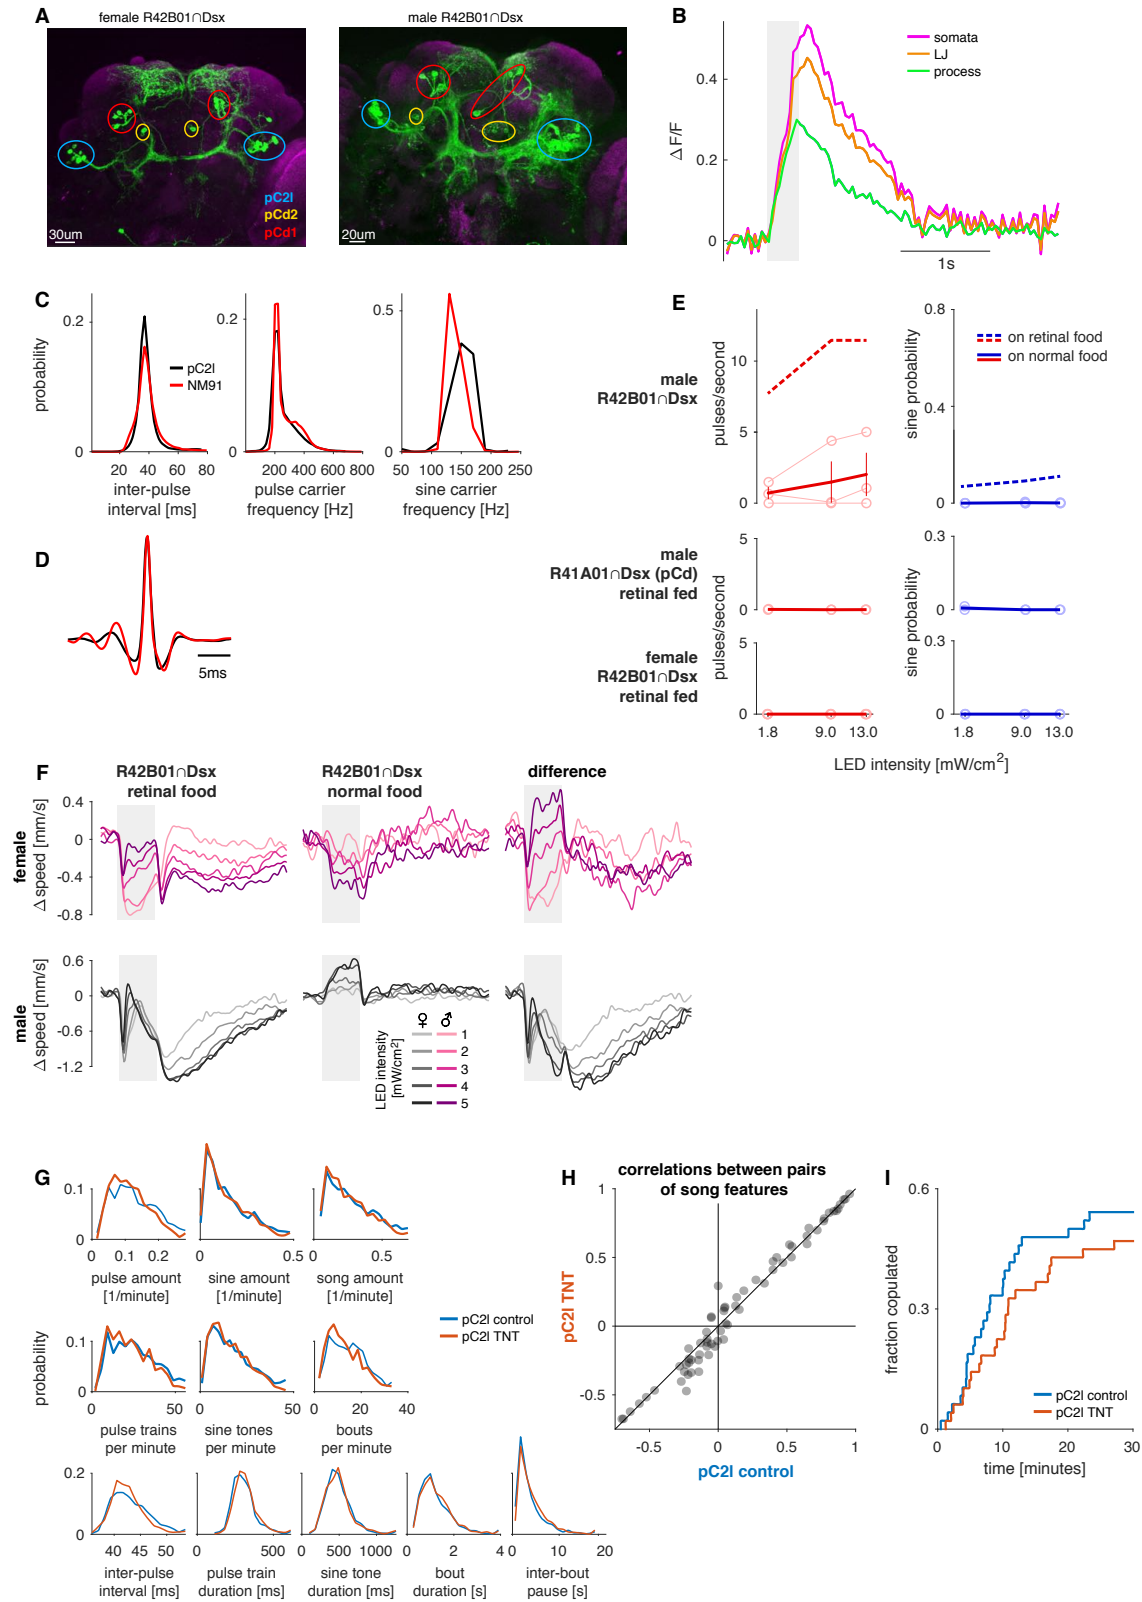 A
female R42B01∩Dsx
male R42B01∩Dsx
pC2l
pCd2
pCd1
30um
20um
B
somata
LJ
process
0.4
0.2
0
Δ F/F
1s
C
probability
0.2
0
20 40 60 80
inter-pulse
interval [ms]
pC2l
NM91
0.2
0
0 400 800
pulse carrier
frequency [Hz]
0.5
0
50 150 250
sine carrier
frequency [Hz]
D
5ms
E
male
R42B01∩Dsx
pulses/second
10
5
0
sine probability
0.8
0.4
0
on retinal food
on normal food
male
R41A01∩Dsx (pCd)
retinal fed
pulses/second
5
0
sine probability
0.3
0
female
R42B01∩Dsx
retinal fed
5
0
0.3
0
1.8 9.0 13.0
1.8 9.0 13.0
LED intensity [mW/cm²]
F
R42B01∩Dsx
retinal food
R42B01∩Dsx
normal food
difference
female
Δ speed [mm/s]
0.4
0
-0.4
-0.8
male
Δ speed [mm/s]
0.6
0
-0.6
-1.2
LED intensity
[mW/cm²]
♀ ♂
1
2
3
4
5
G
0.1
0
0 0.1 0.2
pulse amount
[1/minute]
0 0.5
sine amount
[1/minute]
0 0.5
song amount
[1/minute]
pC2l control
pC2l TNT
probability
0.1
0
0 50
pulse trains
per minute
0 50
sine tones
per minute
0 20 40
bouts
per minute
0.2
0
40 45 50
inter-pulse
interval [ms]
0 500
pulse train
duration [ms]
0 500 1000
sine tone
duration [ms]
0 2 4
bout
duration [s]
0 10 20
inter-bout
pause [s]
H
correlations between pairs
of song features
pC2l TNT
1
0.5
0
-0.5
-0.5 0 0.5 1
pC2l control
I
fraction copulated
0.6
0.3
0
pC2l control
pC2l TNT
0 10 20 30
time [minutes]